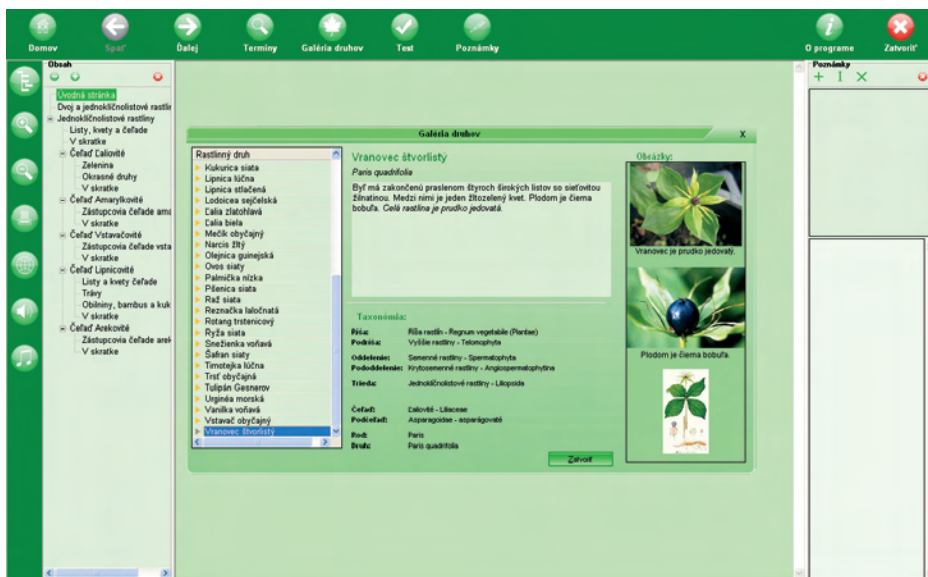 Domov
Späť
Ďalej
Termíny
Galéria druhov
Test
Poznámky
O programe
Zatvoriť
Obsah
Úvodná stránka
Dvoj a jednoklíčnolistové rastlin
Jednoklíčnolistové rastliny
Listy, kvety a čeľade
V skratke
Čeľaď Ľaliovité
Zelenina
Okrasné druhy
V skratke
Čeľaď Amarylkovité
Zástupcovia čeľade ama
V skratke
Čeľaď Vstavačovité
Zástupcovia čeľade vsta
V skratke
Čeľaď Lipnicovité
Listy a kvety čeľade
Trávy
Obilniny, bambus a kuk
V skratke
Čeľaď Arekovité
Zástupcovia čeľade arek
V skratke
Galéria druhov
X
Rastlinný druh
Kukurica siata
Lipnica lúčna
Lipnica stlačená
Lodoicea sejčelská
Ľalia zlatohlavá
Ľalia biela
Mečík obyčajný
Narcis žltý
Olejnica guinejská
Ovos siaty
Palmička nízka
Pšenica siata
Raž siata
Reznačka laločnatá
Rotang trstenicový
Ryža siata
Snežienka voňavá
Šafran siaty
Timotejka lúčna
Trsť obyčajná
Tulipán Gesnerov
Urginéa morská
Vanilka voňavá
Vstavač obyčajný
Vranovec štvorlistý
Vranovec štvorlistý
Paris quadrifolia
Byľ má zakončenú praslenom štyroch širokých listov so sieťovitou
žilnatinou. Medzi nimi je jeden žltozelený kvet. Plodom je čierna
bobuľa. Celá rastlina je prudko jedovatá.
Taxonómia:
Ríša: Ríša rastlín - Regnum vegetabile (Plantae)
Podríša: Vyššie rastliny - Telomophyta
Oddelenie: Semenné rastliny - Spermatophyta
Pododdelenie: Krytosemenné rastliny - Angiospermatophytina
Trieda: Jednoklíčnolistové rastliny - Liliopsida
Čeľaď: Ľaliovité - Liliaceae
Podčeľaď: Asparagoidae - asparágovaté
Rod: Paris
Druh: Paris quadrifolia
Zatvoriť
Obrázky:
Vranovec je prudko jedovatý.
Plodom je čierna bobuľa.
Poznámky